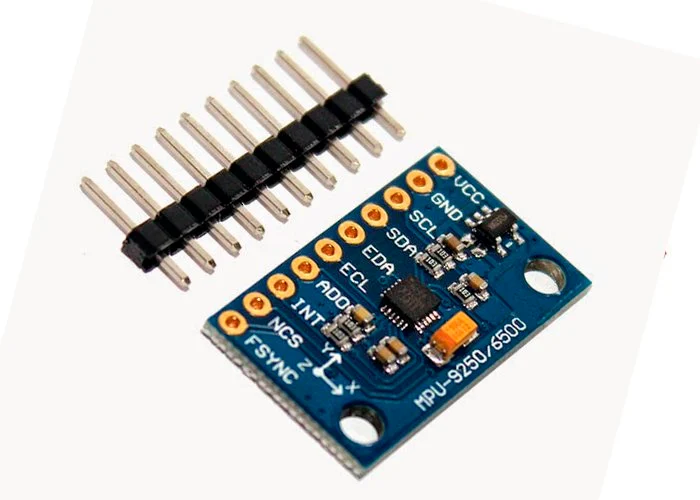 VCC
GND
SCL
SDA
EDA
ECL
ADO
INT
NCS
FSYNC
Y
Z
X
MPU-9250/6500